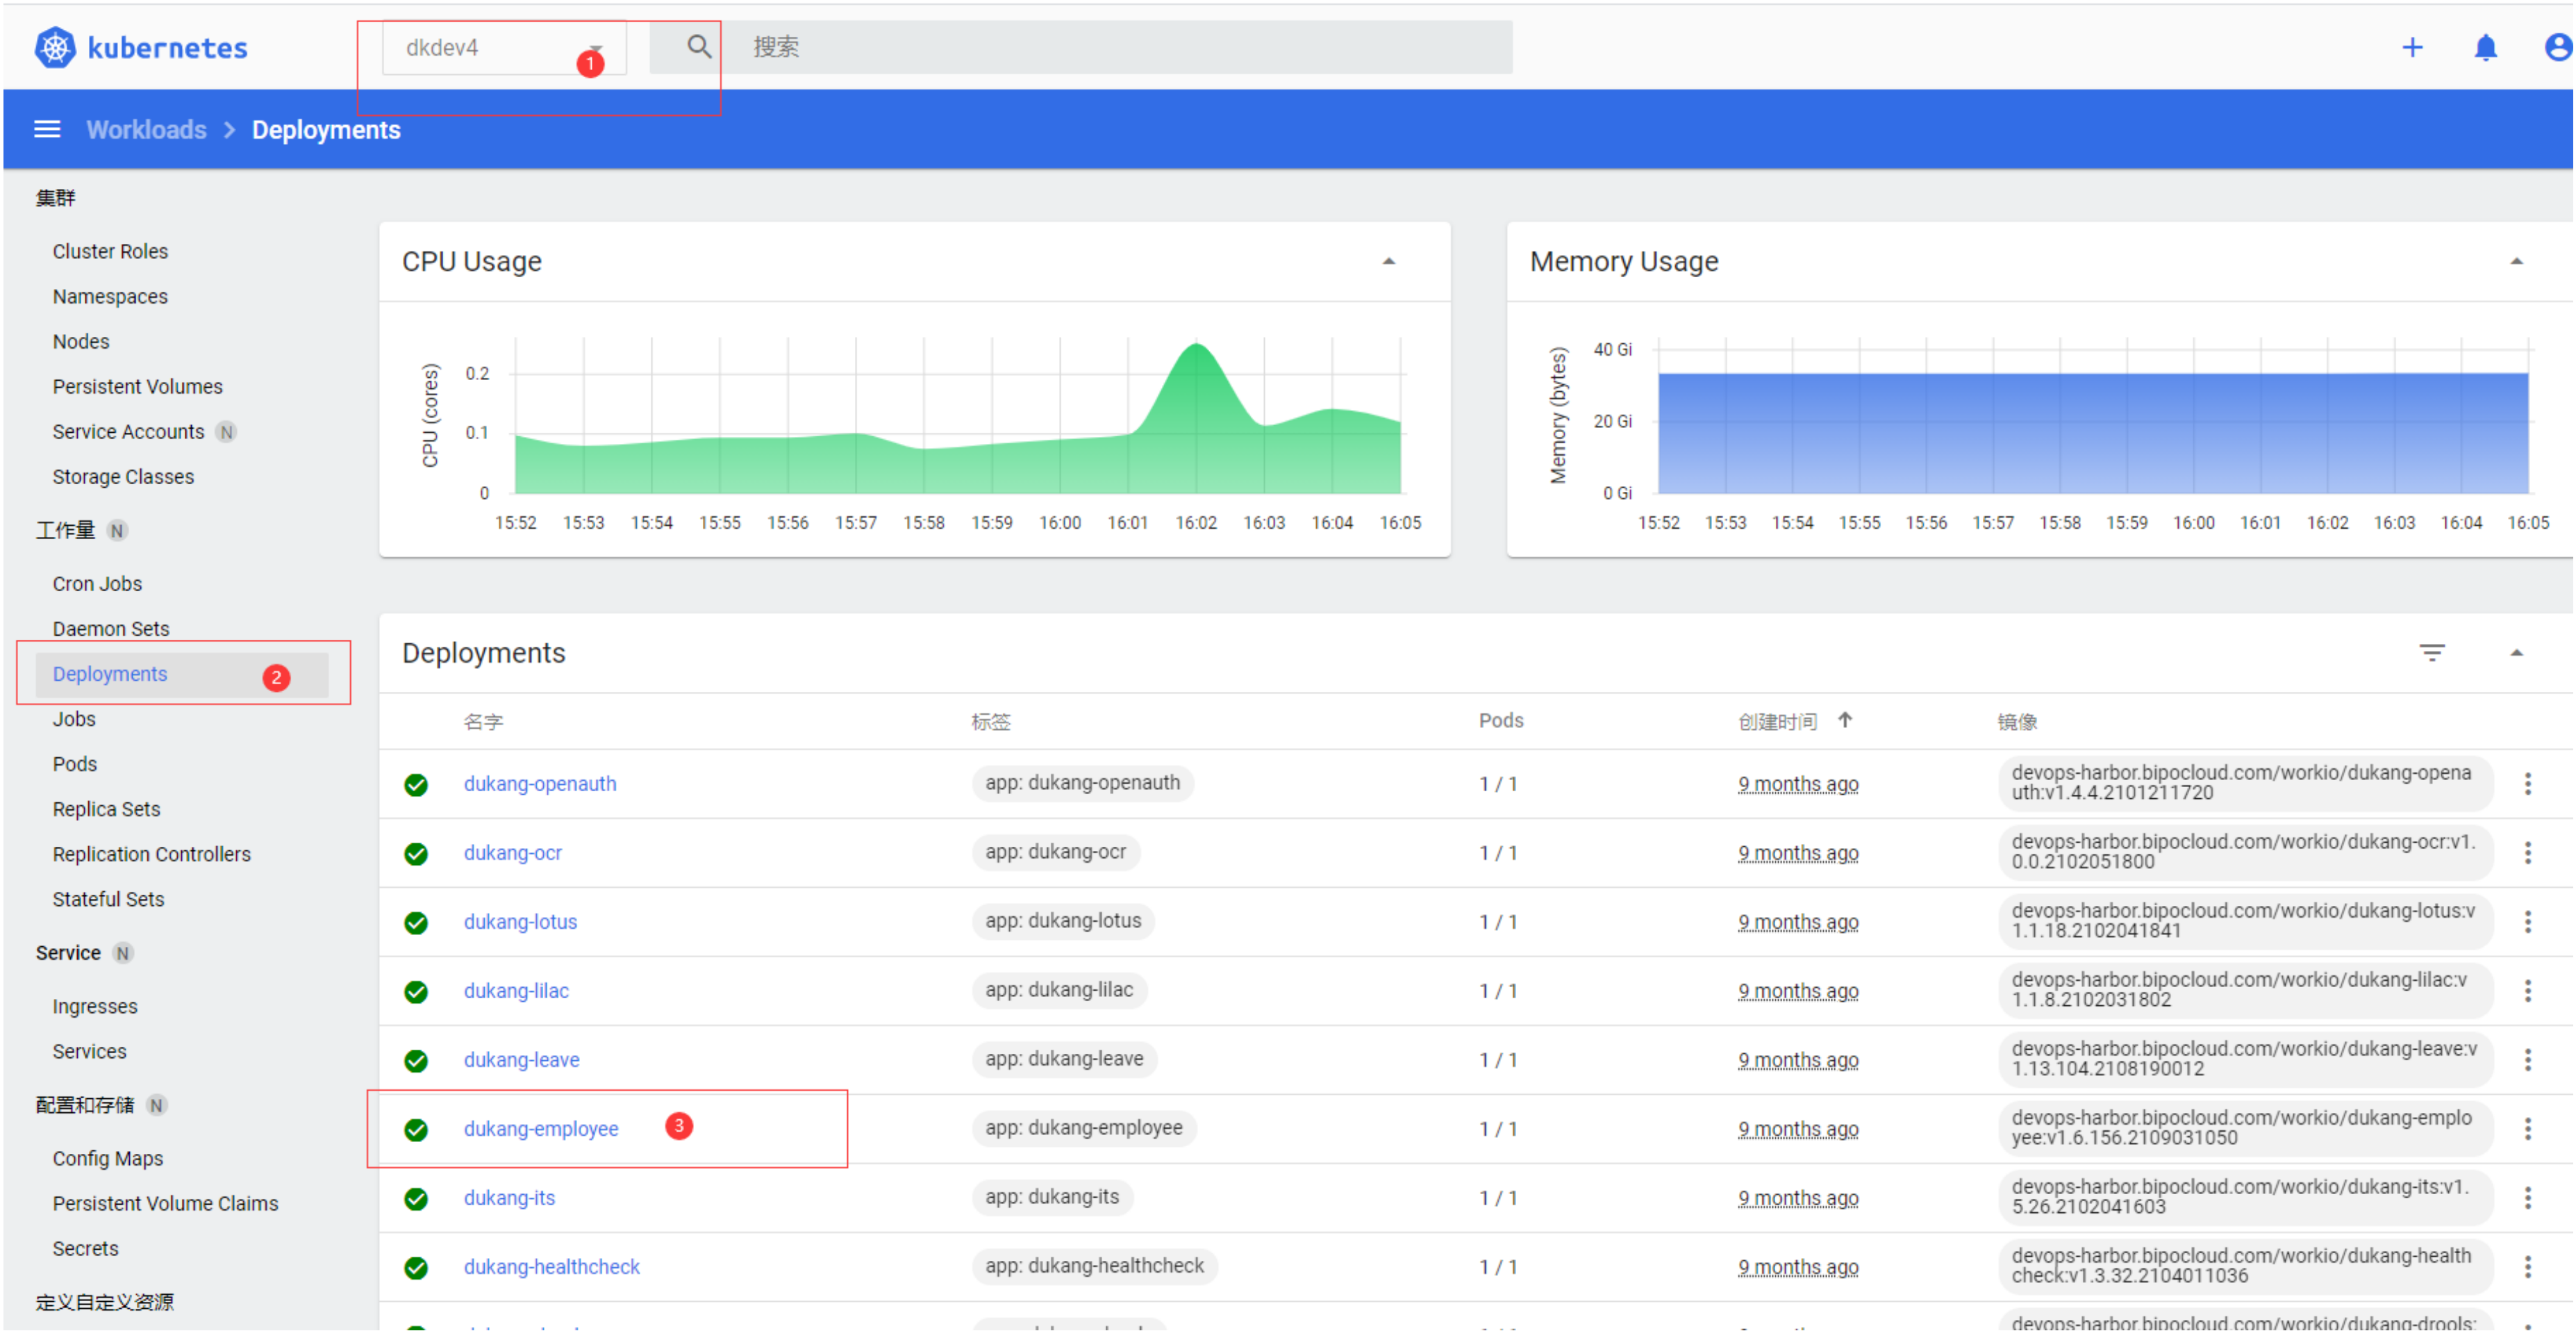 kubernetes
dkdev4
1
搜索
Workloads > Deployments
集群
Cluster Roles
Namespaces
Nodes
Persistent Volumes
Service Accounts N
Storage Classes
工作量 N
Cron Jobs
Daemon Sets
Deployments 2
Jobs
Pods
Replica Sets
Replication Controllers
Stateful Sets
Service N
Ingresses
Services
配置和存储 N
Config Maps
Persistent Volume Claims
Secrets
定义自定义资源
CPU Usage
CPU (cores)
0.2
0.1
0
15:52 15:53 15:54 15:55 15:56 15:57 15:58 15:59 16:00 16:01 16:02 16:03 16:04 16:05
Memory Usage
Memory (bytes)
40 Gi
20 Gi
0 Gi
15:52 15:53 15:54 15:55 15:56 15:57 15:58 15:59 16:00 16:01 16:02 16:03 16:04 16:05
Deployments
名字 标签 Pods 创建时间 镜像
dukang-openauth app: dukang-openauth 1 / 1 9 months ago devops-harbor.bipocloud.com/workio/dukang-opena
uth:v1.4.4.2101211720
dukang-ocr app: dukang-ocr 1 / 1 9 months ago devops-harbor.bipocloud.com/workio/dukang-ocr:v1.
0.0.2102051800
dukang-lotus app: dukang-lotus 1 / 1 9 months ago devops-harbor.bipocloud.com/workio/dukang-lotus:v
1.1.18.2102041841
dukang-lilac app: dukang-lilac 1 / 1 9 months ago devops-harbor.bipocloud.com/workio/dukang-lilac:v
1.1.8.2102031802
dukang-leave app: dukang-leave 1 / 1 9 months ago devops-harbor.bipocloud.com/workio/dukang-leave:v
1.13.104.2108190012
dukang-employee 3 app: dukang-employee 1 / 1 9 months ago devops-harbor.bipocloud.com/workio/dukang-emplo
yee:v1.6.156.2109031050
dukang-its app: dukang-its 1 / 1 9 months ago devops-harbor.bipocloud.com/workio/dukang-its:v1.
5.26.2102041603
dukang-healthcheck app: dukang-healthcheck 1 / 1 9 months ago devops-harbor.bipocloud.com/workio/dukang-health
check:v1.3.32.2104011036
devops-harbor.bipocloud.com/workio/dukang-drools: